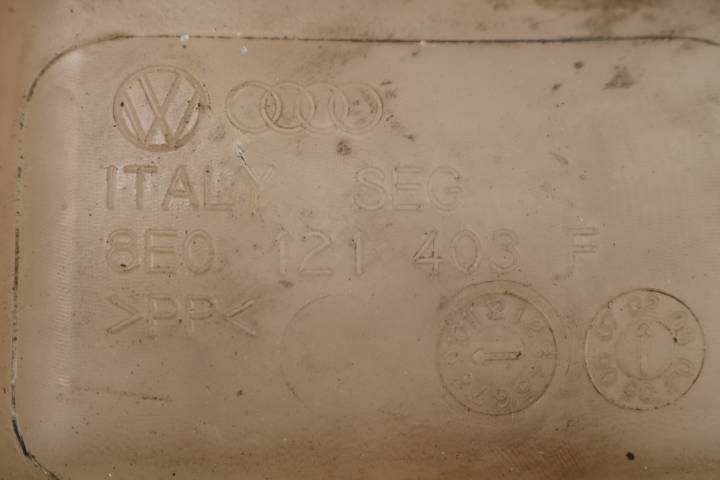 ITALY SEG
8E0 121 403 F
>PP<